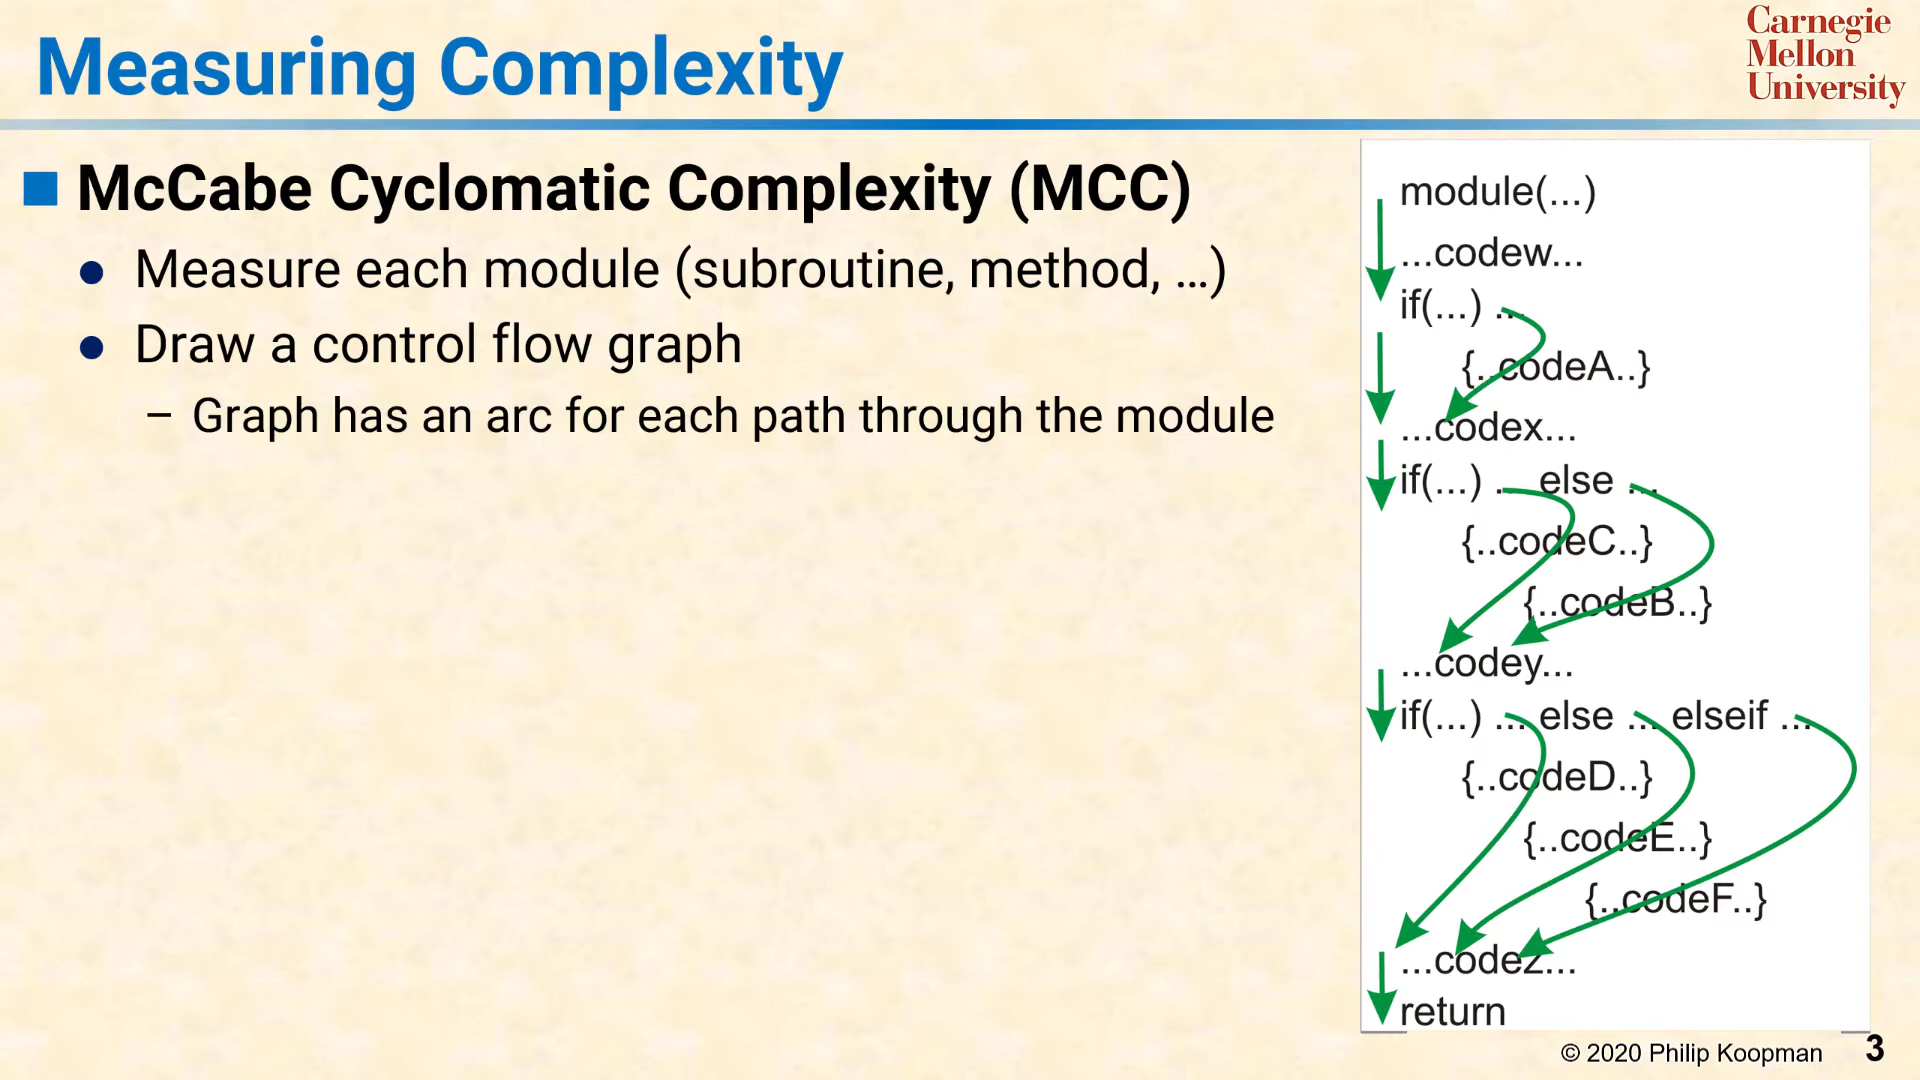 Measuring Complexity
Carnegie
Mellon
University
McCabe Cyclomatic Complexity (MCC)
Measure each module (subroutine, method, ...)
Draw a control flow graph
– Graph has an arc for each path through the module
module(...)
...codew...
if(...) ...
{..codeA..}
...codex...
if(...) ... else ...
{..codeC..}
{..codeB..}
...codey...
if(...) ... else ... elseif ...
{..codeD..}
{..codeE..}
{..codeF..}
...codez...
return
© 2020 Philip Koopman 3